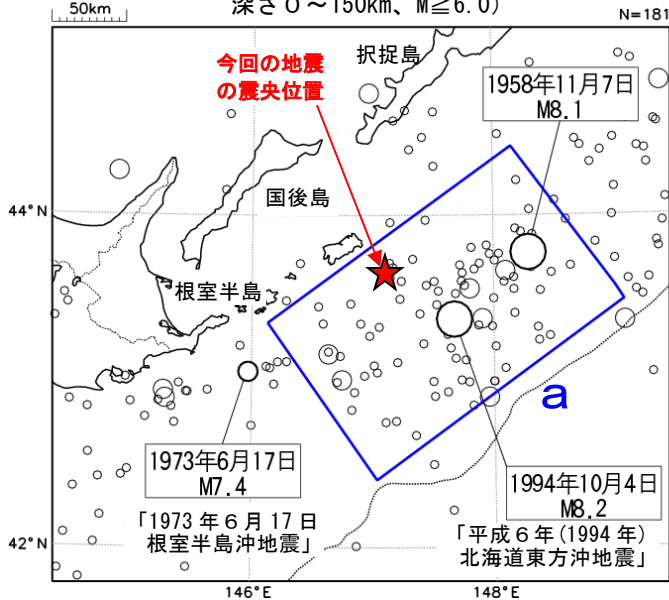 深さ0～150km、M≧6.0)
50km
N=181
今回の地震
の震央位置
択捉島
1958年11月7日
M8.1
国後島
44°N
根室半島
a
1973年6月17日
M7.4
1994年10月4日
M8.2
「1973年6月17日
根室半島沖地震」
「平成6年(1994年)
北海道東方沖地震」
42°N
146°E
148°E